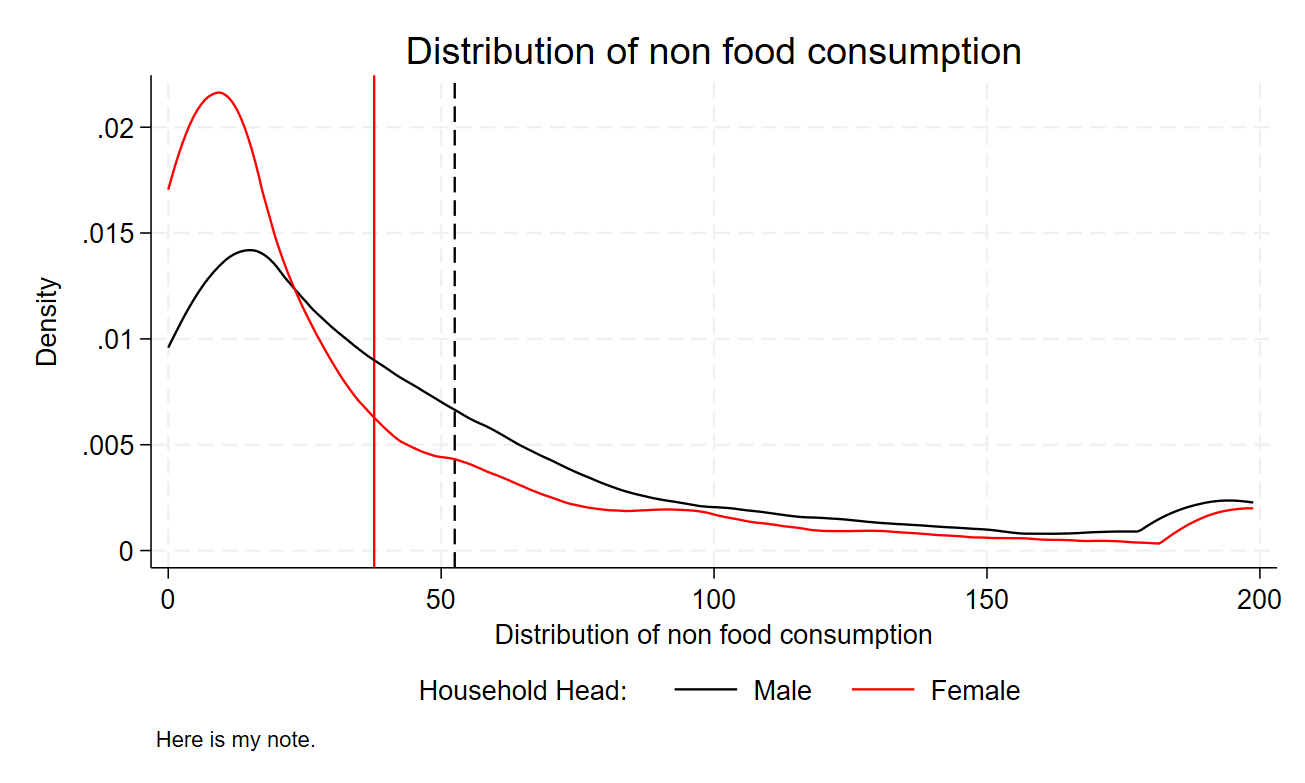 Distribution of non food consumption
.02
.015
.01
.005
0
Density
0 50 100 150 200
Distribution of non food consumption
Household Head: Male Female
Here is my note.